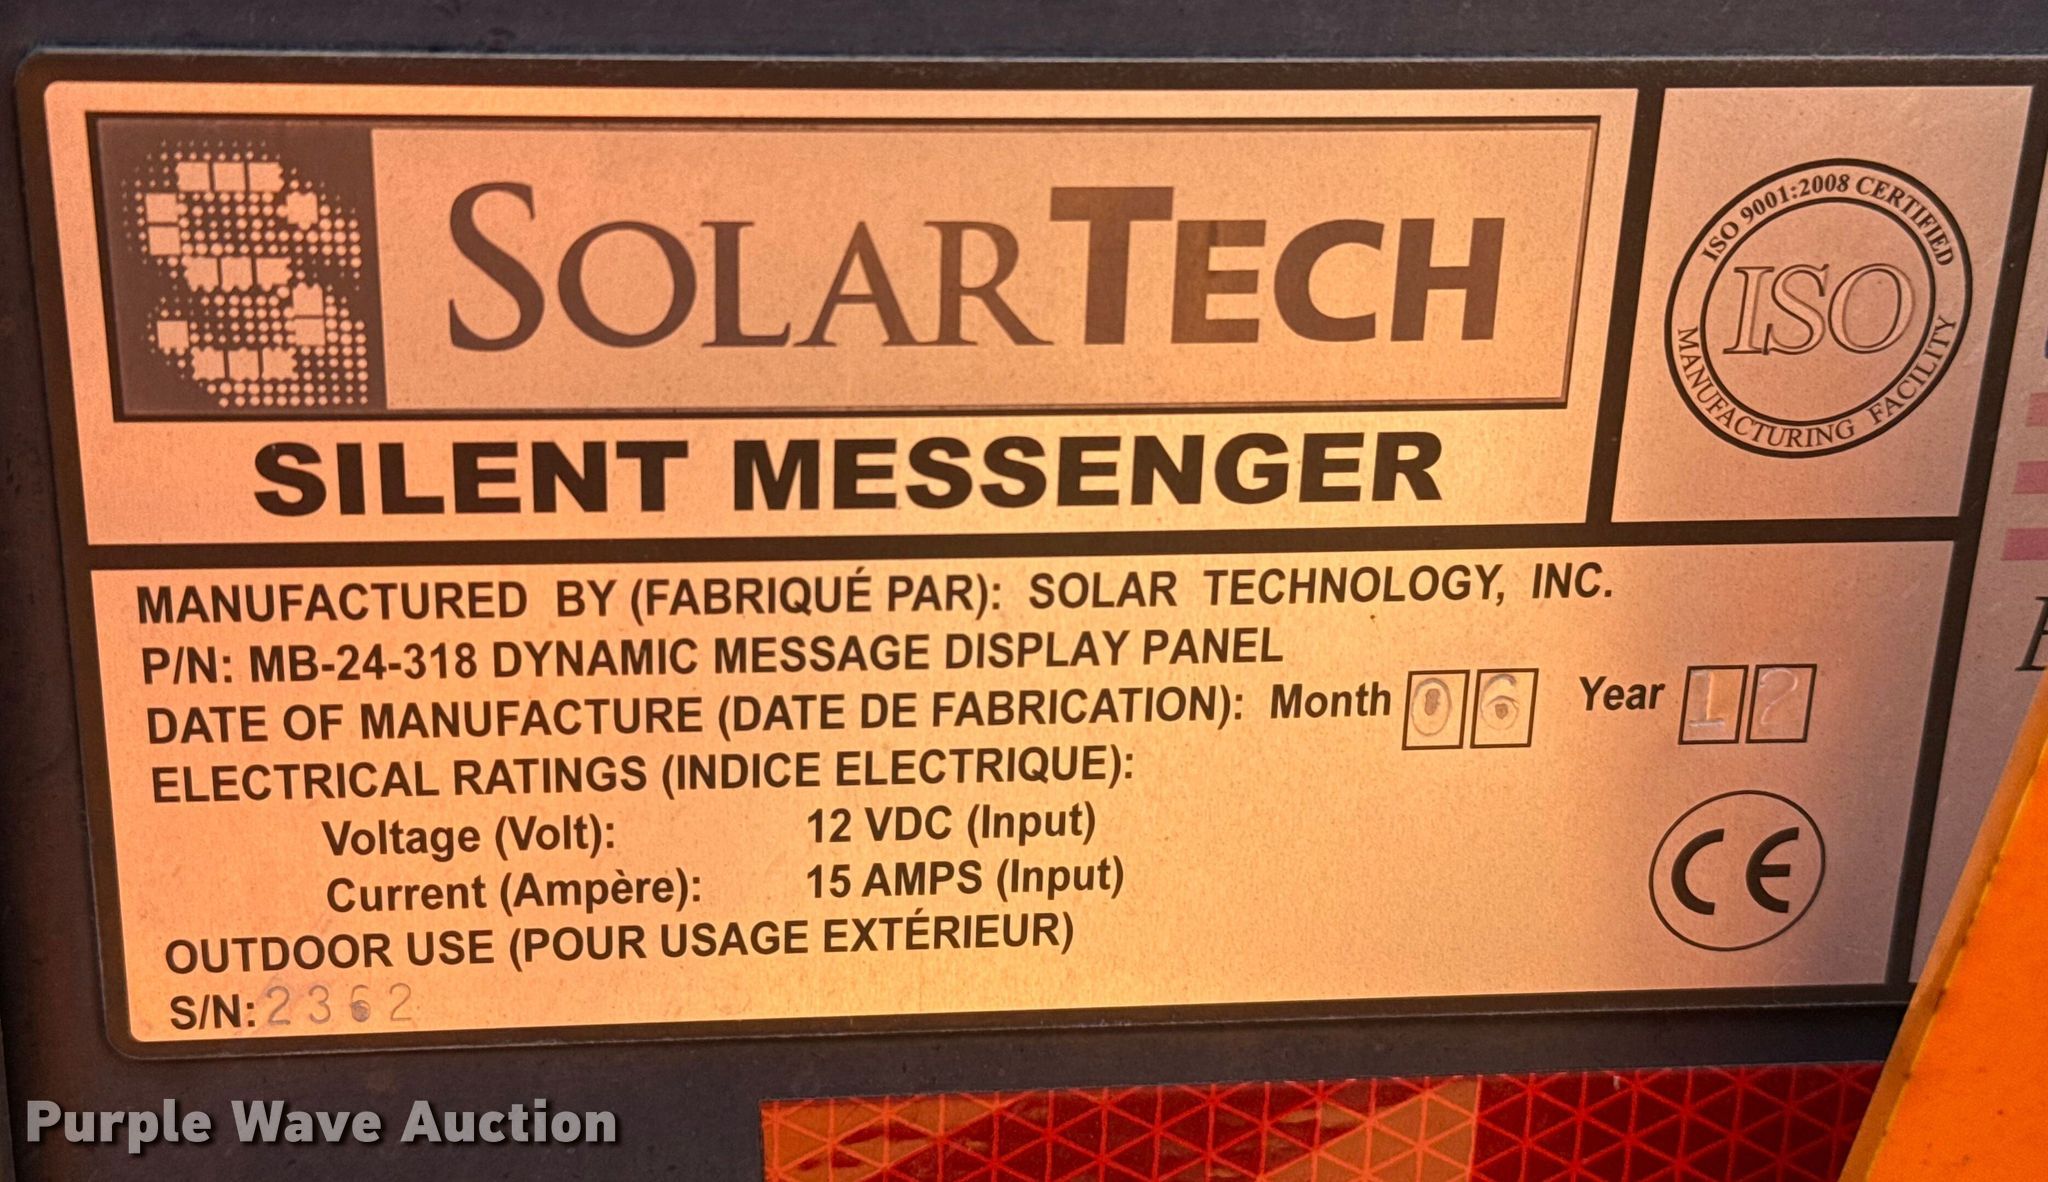 SOLARTECH
SILENT MESSENGER
ISO 9001:2008 CERTIFIED
ISO
MANUFACTURING FACILITY
MANUFACTURED BY (FABRIQUÉ PAR): SOLAR TECHNOLOGY, INC.
P/N: MB-24-318 DYNAMIC MESSAGE DISPLAY PANEL
DATE OF MANUFACTURE (DATE DE FABRICATION): Month 06 Year 12
ELECTRICAL RATINGS (INDICE ELECTRIQUE):
Voltage (Volt): 12 VDC (Input)
Current (Ampère): 15 AMPS (Input)
CE
OUTDOOR USE (POUR USAGE EXTÉRIEUR)
S/N: 2362
Purple Wave Auction